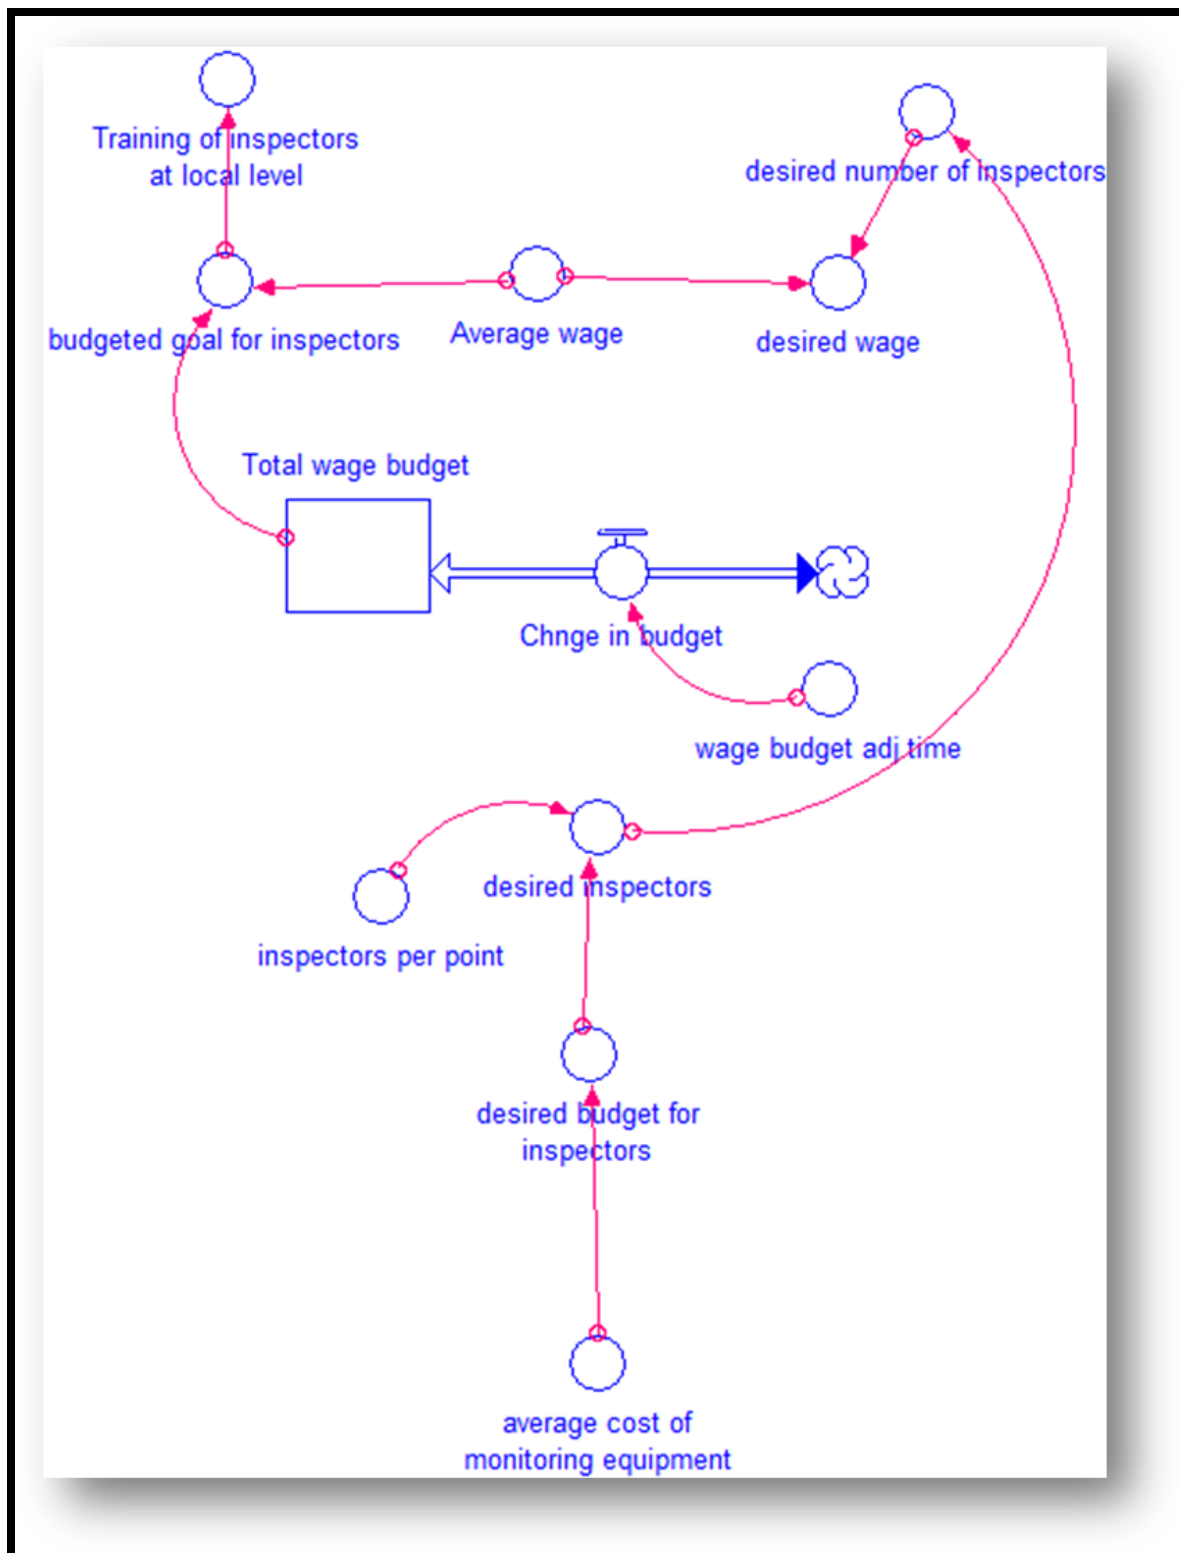 Training of inspectors
at local level
desired number of inspectors
budgeted goal for inspectors
Average wage
desired wage
Total wage budget
Chnge in budget
wage budget adj time
desired inspectors
inspectors per point
desired budget for
inspectors
average cost of
monitoring equipment